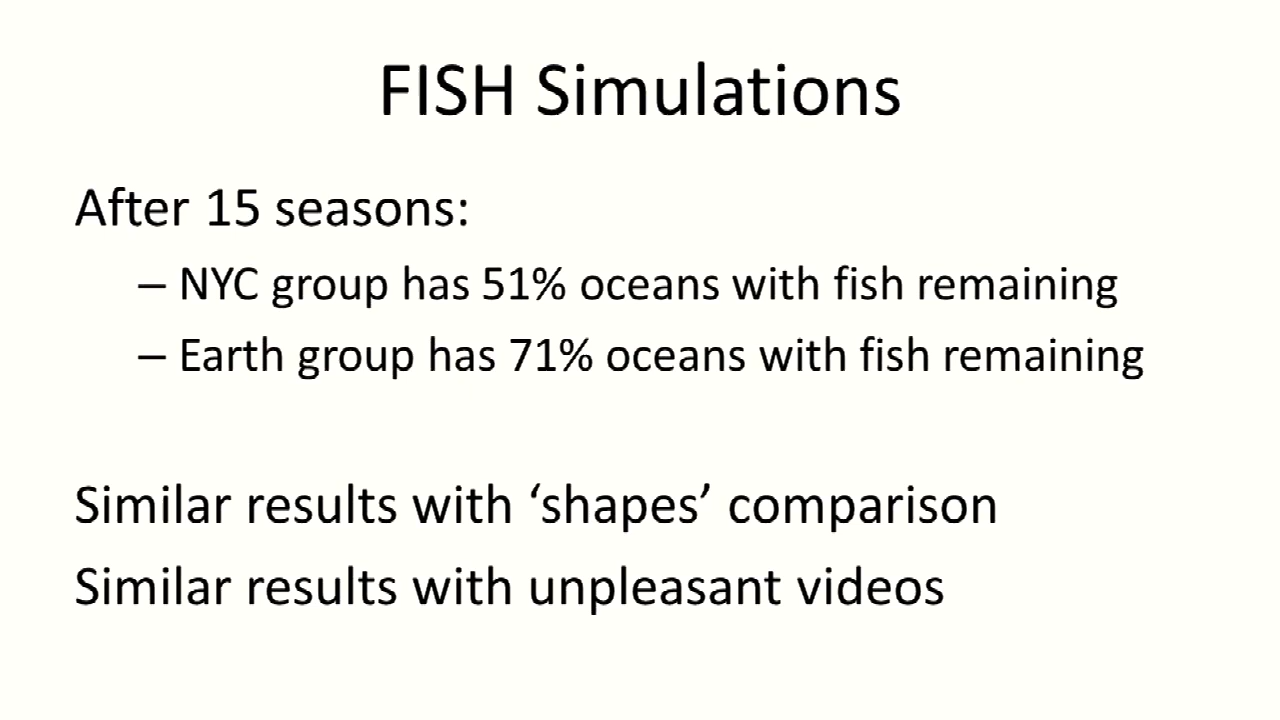 FISH Simulations
After 15 seasons:
– NYC group has 51% oceans with fish remaining
– Earth group has 71% oceans with fish remaining
Similar results with ‘shapes’ comparison
Similar results with unpleasant videos